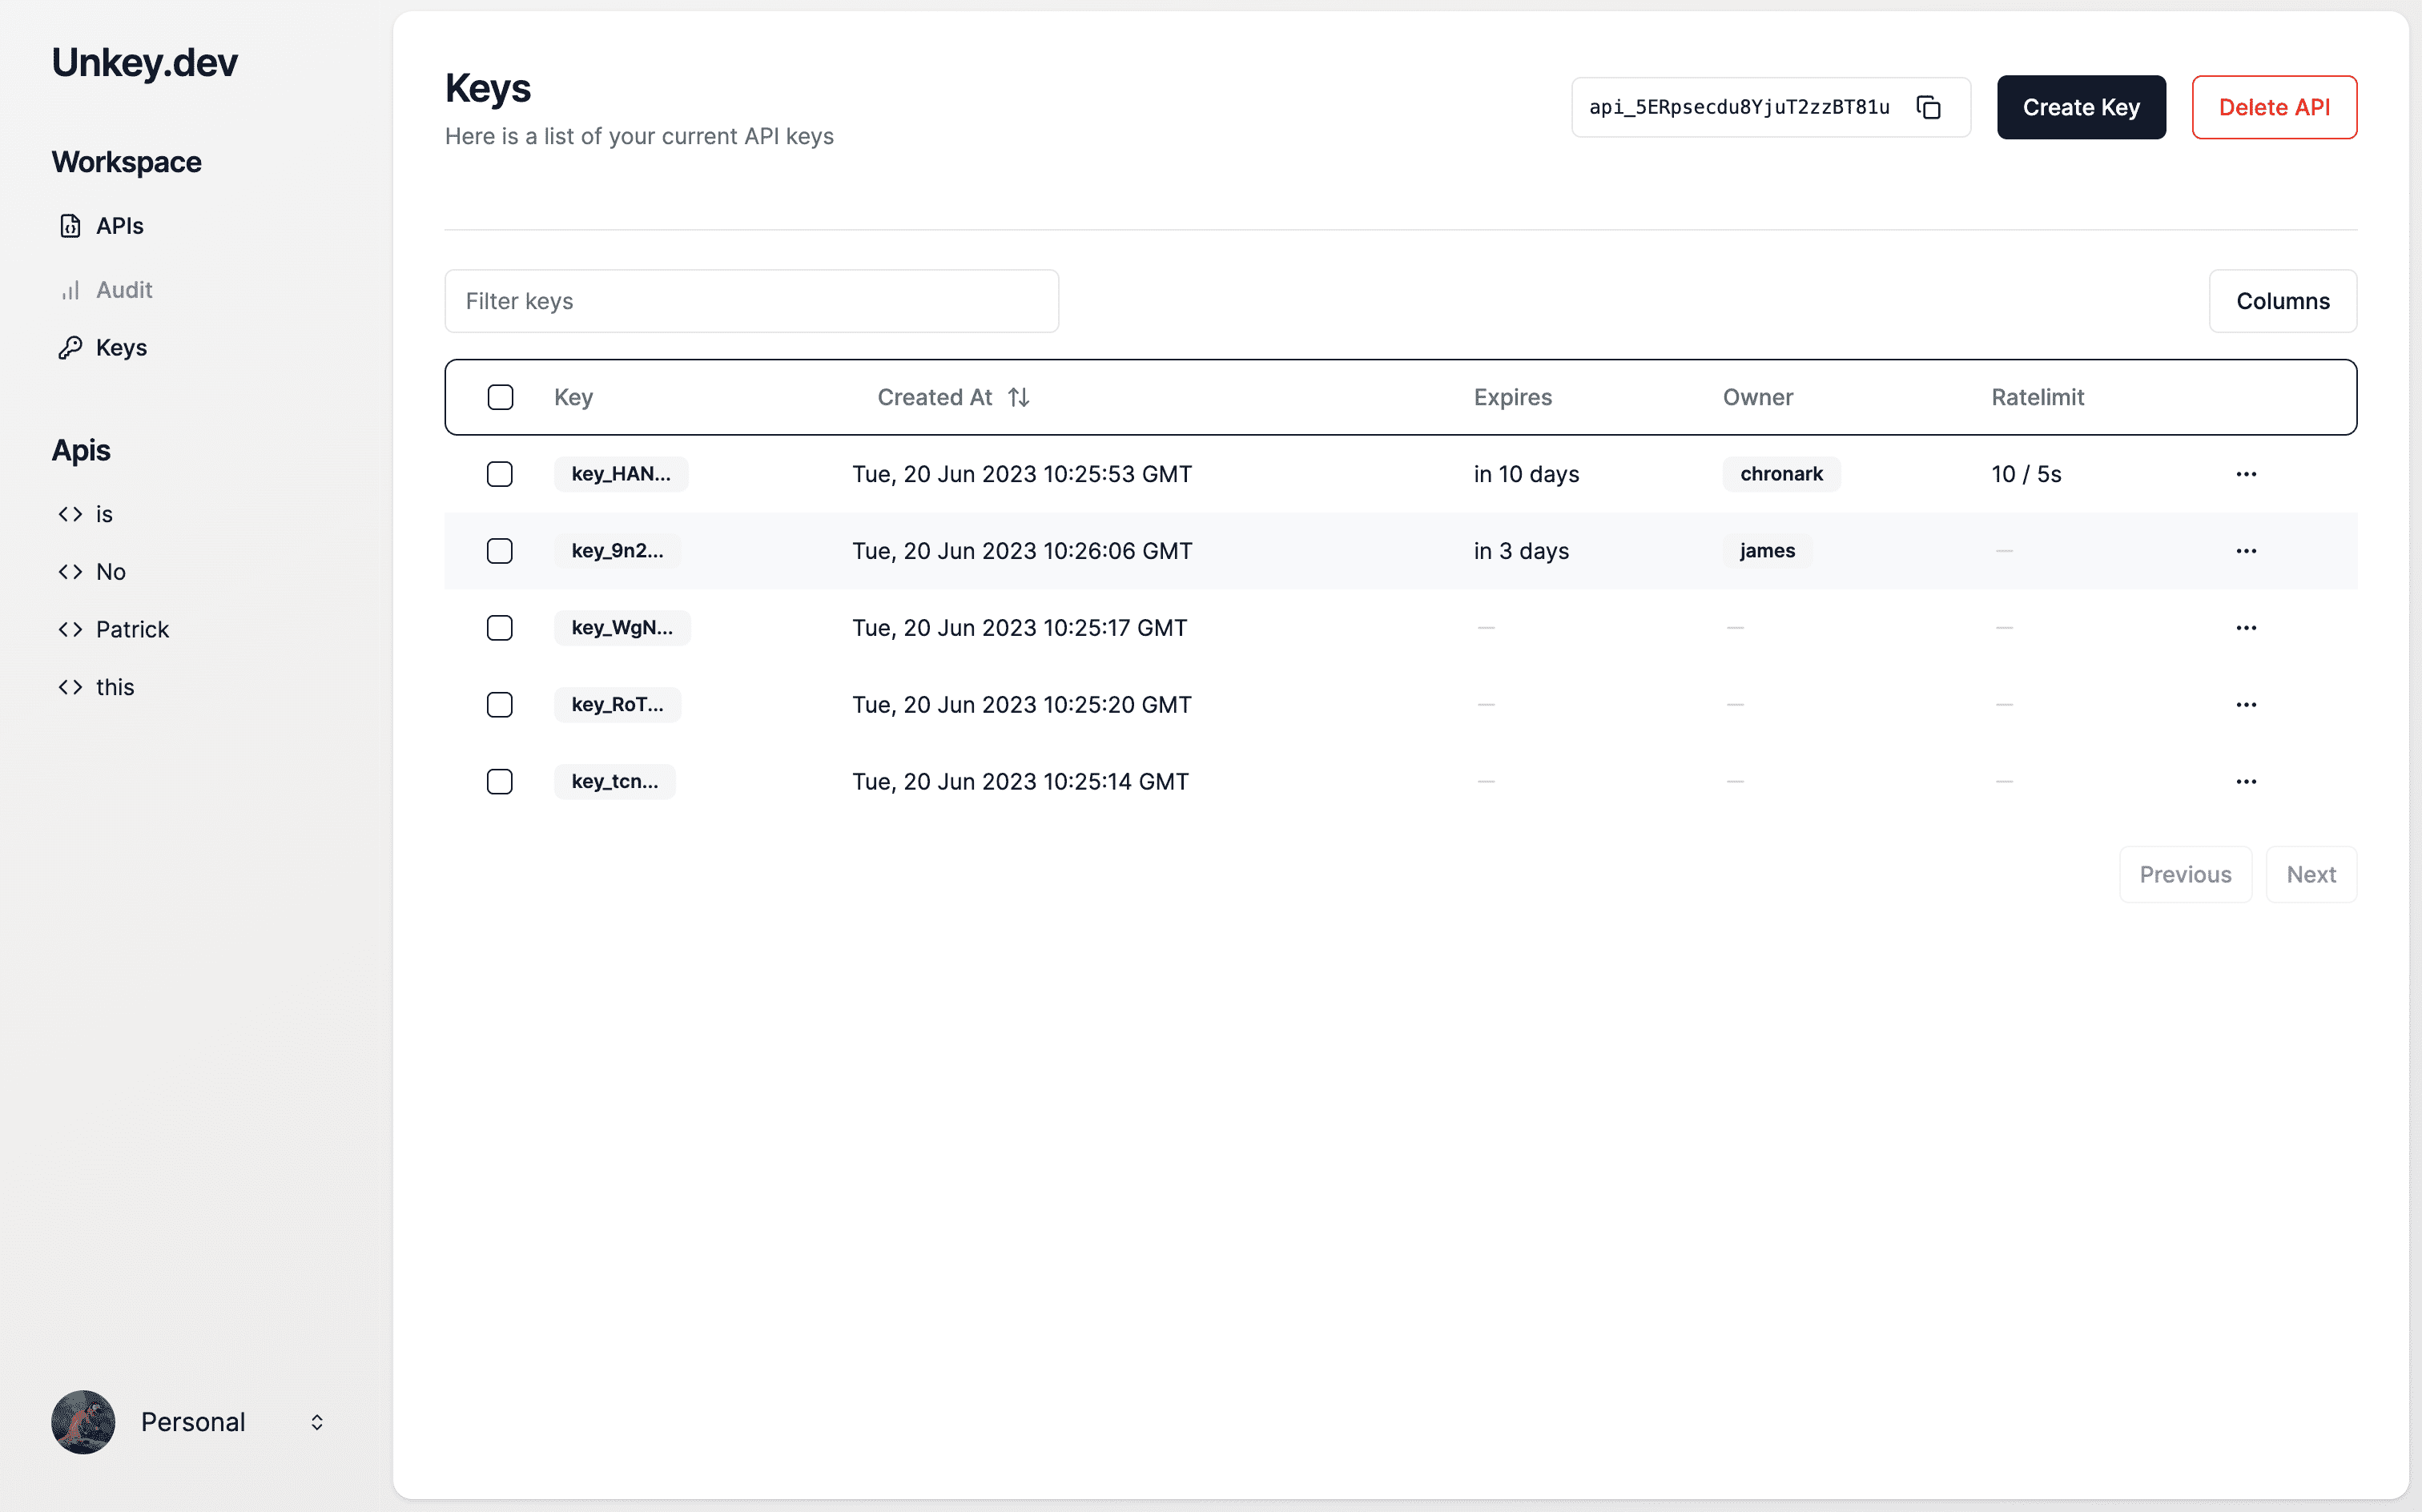 Unkey.dev
Workspace
APIs
Audit
Keys
Apis
is
No
Patrick
this
Personal
Keys
Here is a list of your current API keys
api_5ERpsecdu8YjuT2zzBT81u
Create Key
Delete API
Filter keys
Columns
Key Created At Expires Owner Ratelimit
key_HAN... Tue, 20 Jun 2023 10:25:53 GMT in 10 days chronark 10 / 5s ...
key_9n2... Tue, 20 Jun 2023 10:26:06 GMT in 3 days james — ...
key_WgN... Tue, 20 Jun 2023 10:25:17 GMT — — — ...
key_RoT... Tue, 20 Jun 2023 10:25:20 GMT — — — ...
key_tcn... Tue, 20 Jun 2023 10:25:14 GMT — — — ...
Previous Next